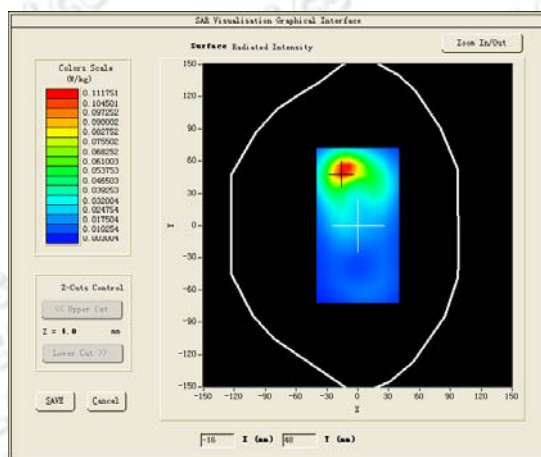 SAR Visualisation Graphical Interface
Surface Radiated Intensity
Zoom In/Out
Colors Scale
(W/kg)
0.111751
0.104501
0.097252
0.090002
0.082752
0.075502
0.068252
0.061003
0.053753
0.046503
0.039253
0.032004
0.024754
0.017504
0.010254
0.003004
150-
120-
90-
60-
30-
Y
0-
-30-
-60-
-90-
-120-
-150-
-150 -120 -90 -60 -30 0 30 60 90 120 150
X
Z-Cuts Control
<< Upper Cut
Z = 4.0 mm
Lower Cut >>
SAVE
Cancel
-16 X (mm) 48 Y (mm)